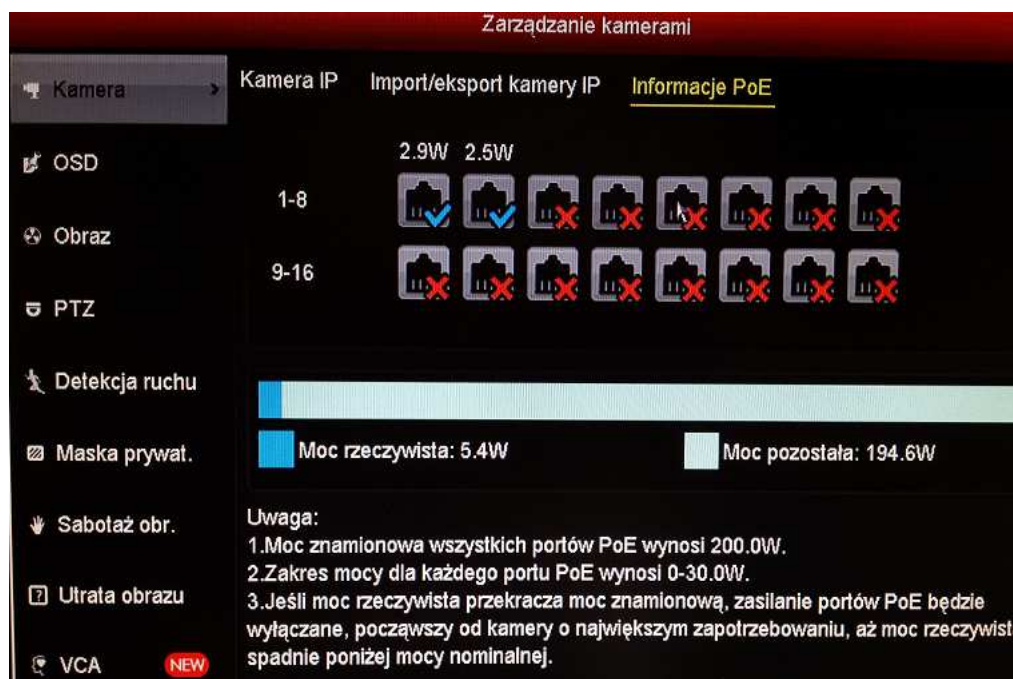 Zarządzanie kamerami
Kamera
Kamera IP
Import/eksport kamery IP
Informacje PoE
OSD
Obraz
PTZ
Detekcja ruchu
Maska prywat.
Sabotaż obr.
Utrata obrazu
VCA NEW
2.9W 2.5W
1-8
9-16
Moc rzeczywista: 5.4W
Moc pozostała: 194.6W
Uwaga:
1.Moc znamionowa wszystkich portów PoE wynosi 200.0W.
2.Zakres mocy dla każdego portu PoE wynosi 0-30.0W.
3.Jeśli moc rzeczywista przekracza moc znamionową, zasilanie portów PoE będzie
wyłączane, począwszy od kamery o największym zapotrzebowaniu, aż moc rzeczywist
spadnie poniżej mocy nominalnej.